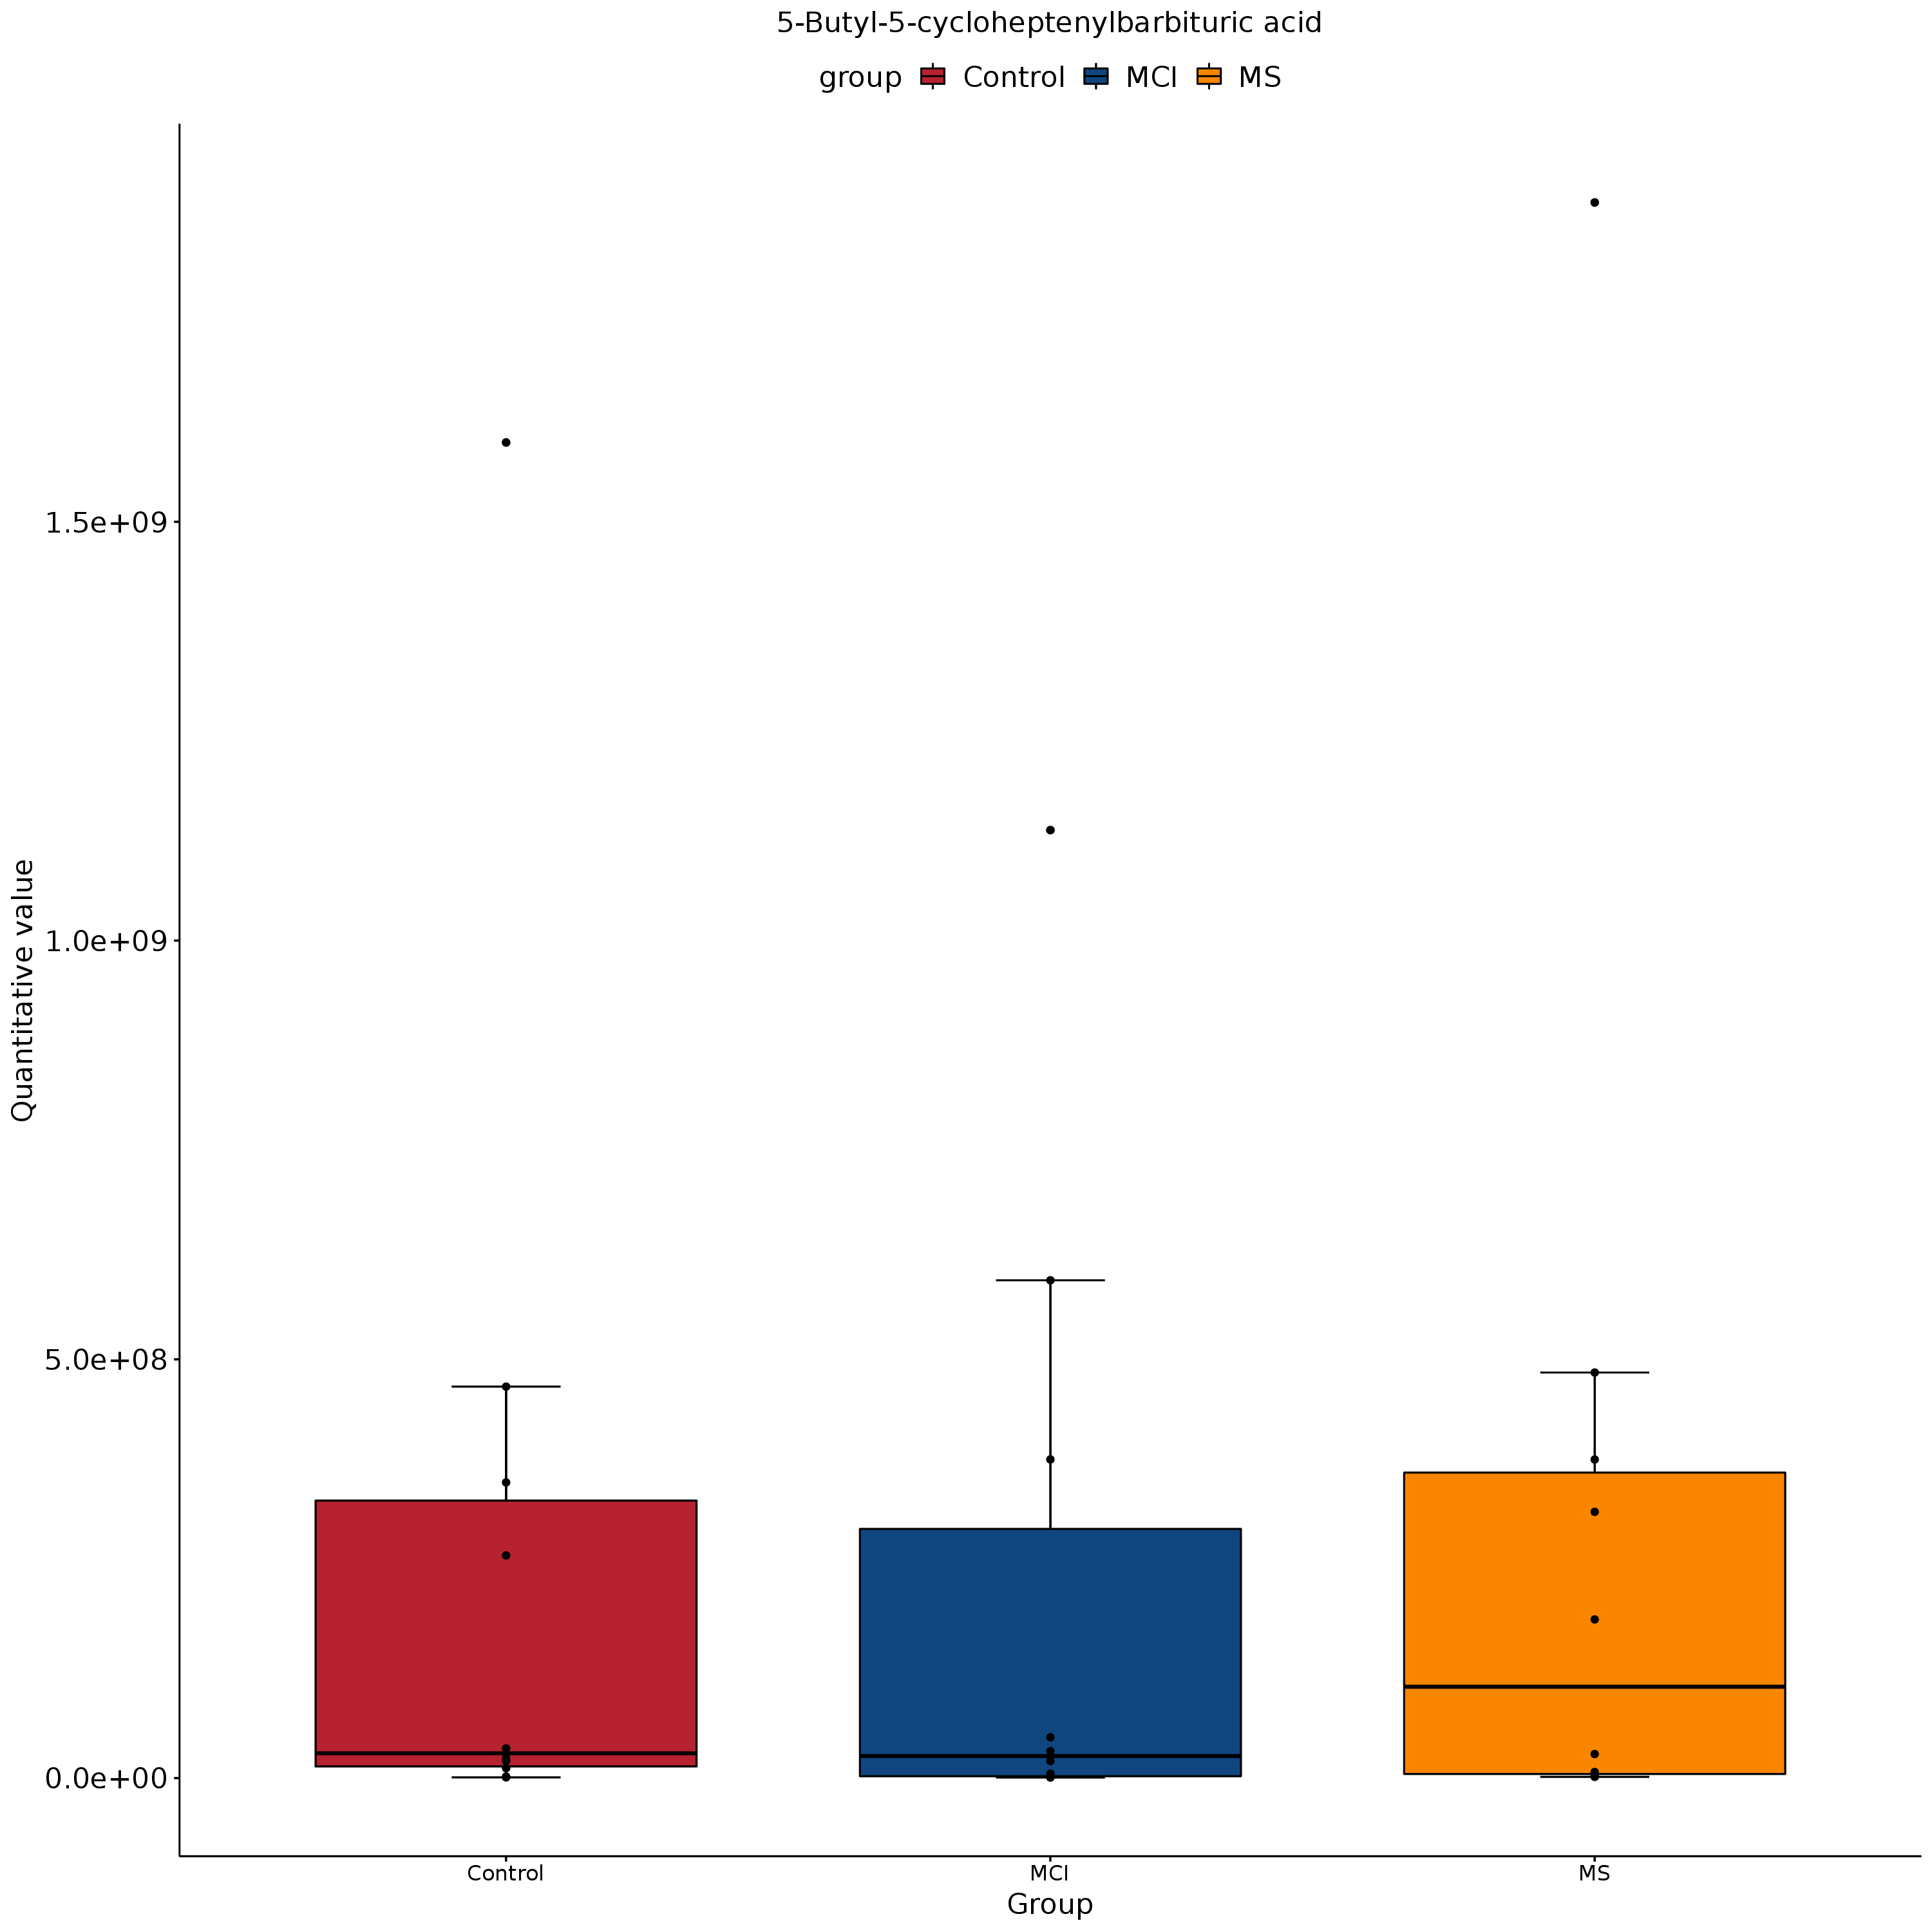 5-Butyl-5-cycloheptenylbarbituric acid
group Control MCI MS
Quantitative value
1.5e+09
1.0e+09
5.0e+08
0.0e+00
Control MCI MS
Group